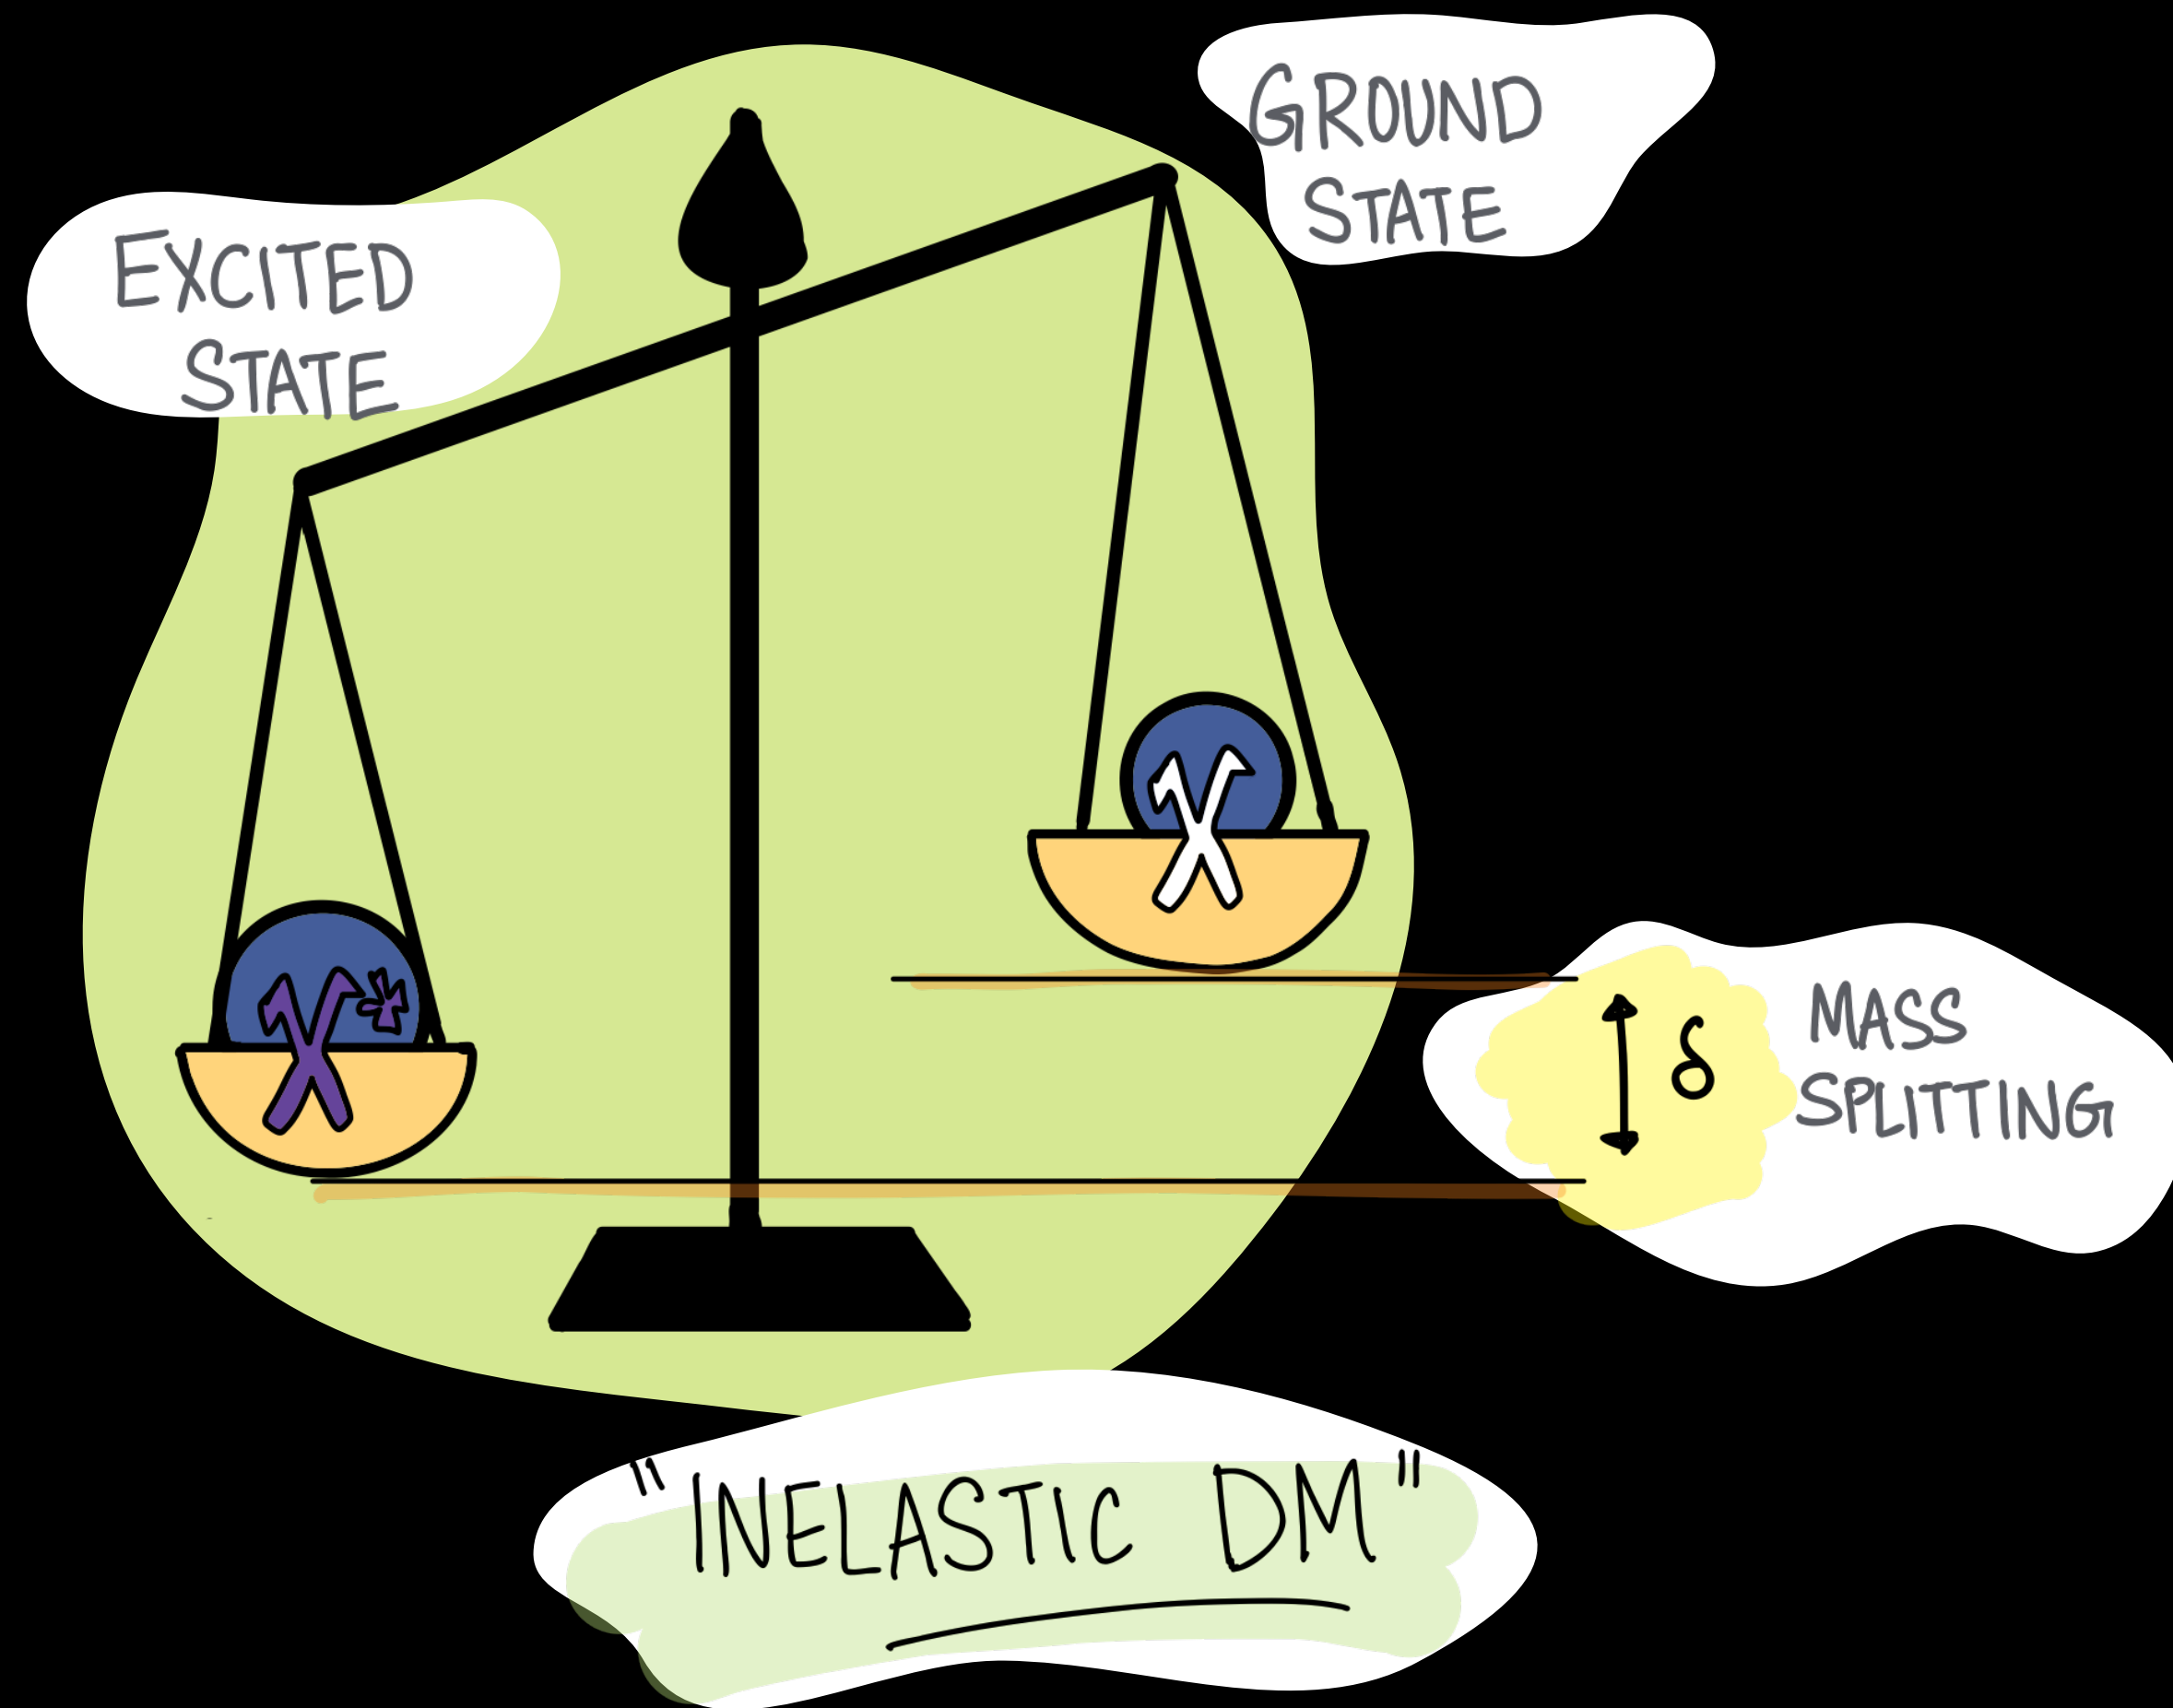 GROUND
STATE
EXCITED
STATE
χ
χ*
δ
MASS
SPLITTING
"INELASTIC DM"